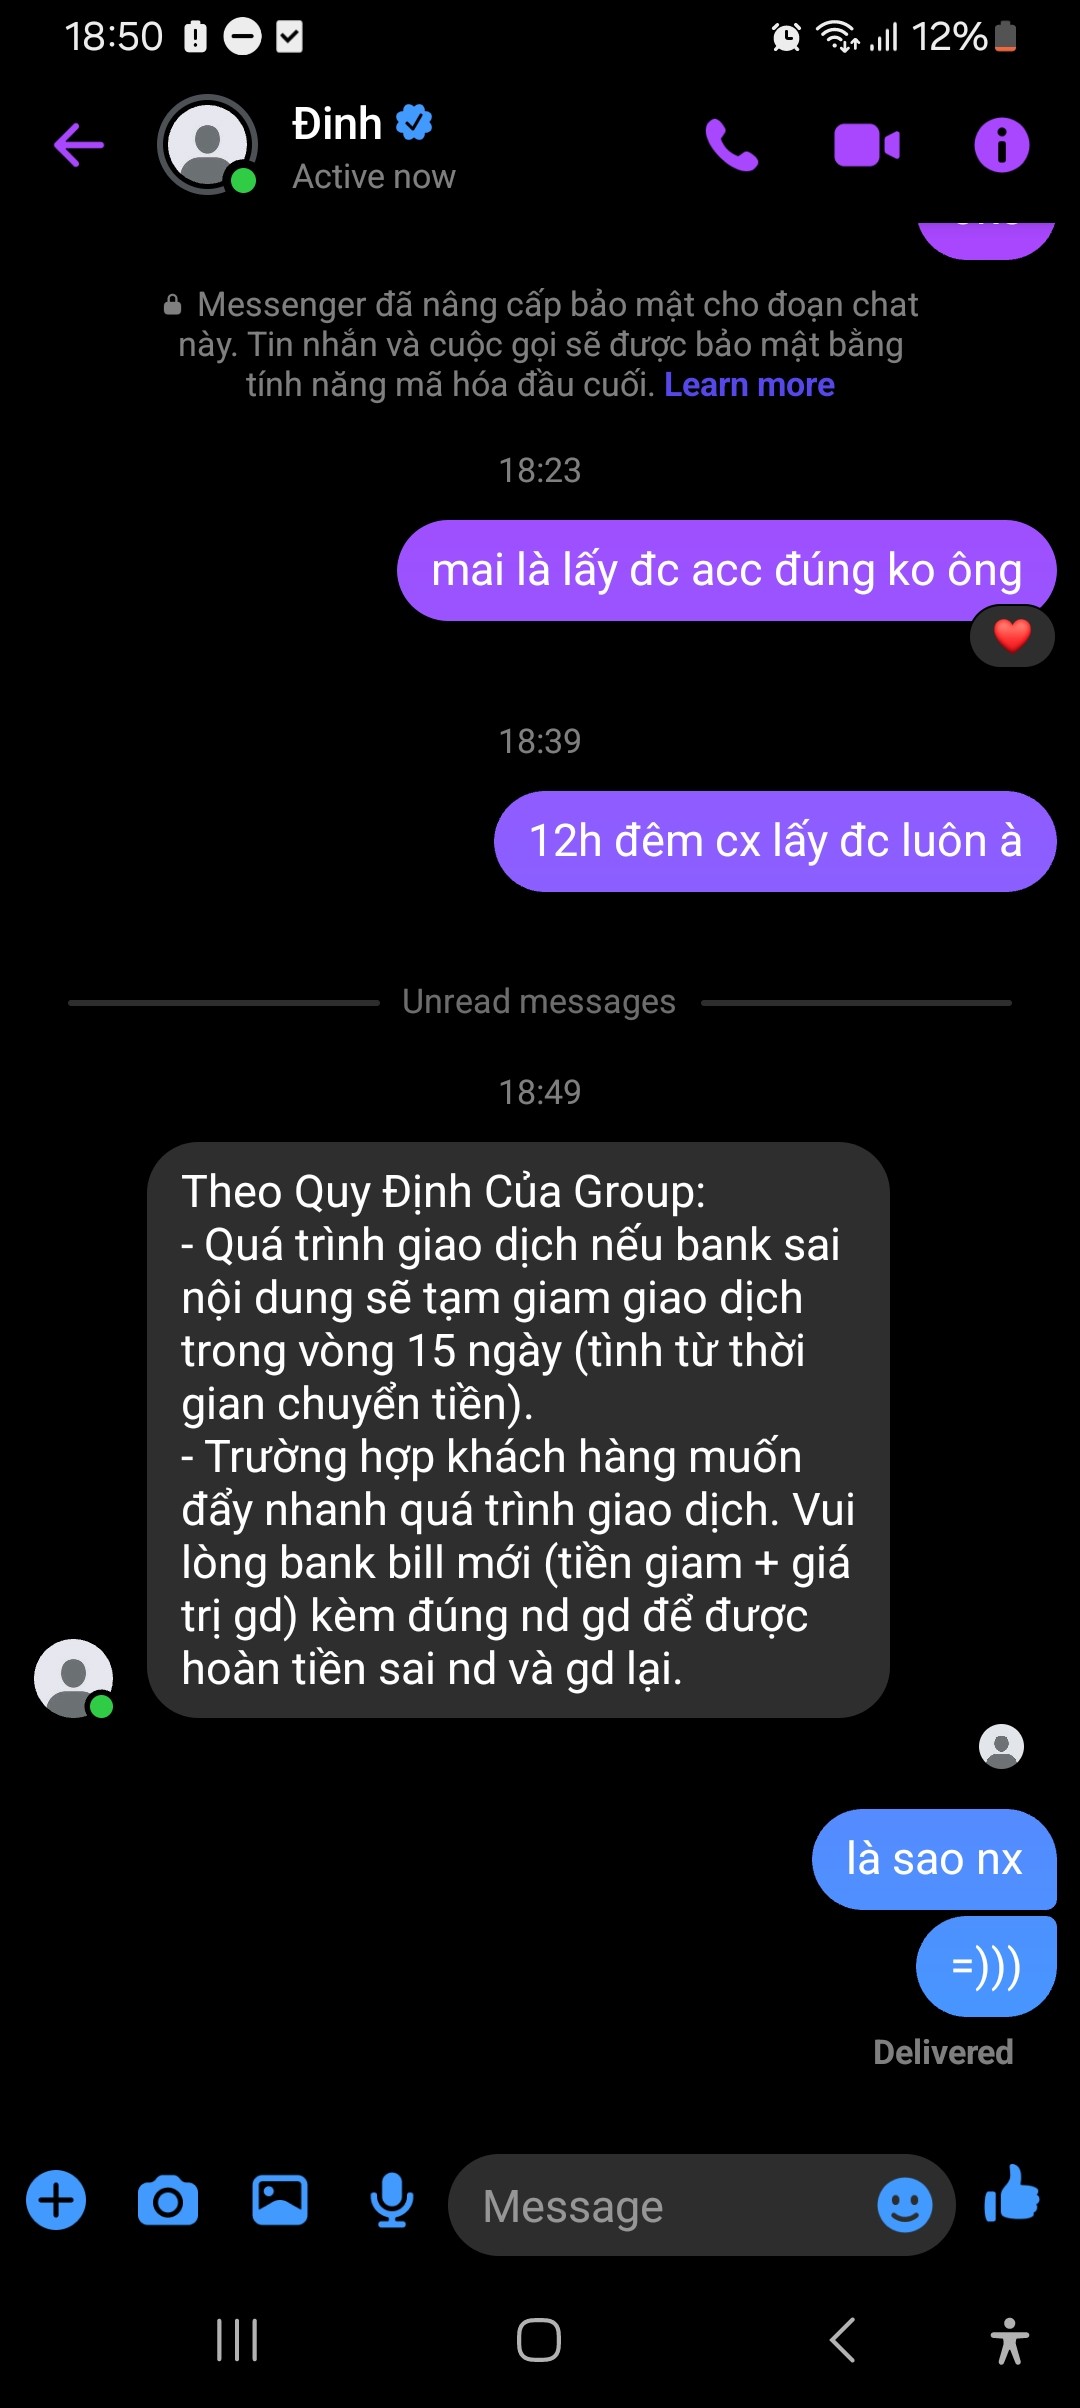 18:50
12%
Đinh
Active now
Messenger đã nâng cấp bảo mật cho đoạn chat
này. Tin nhắn và cuộc gọi sẽ được bảo mật bằng
tính năng mã hóa đầu cuối. Learn more
18:23
mai là lấy đc acc đúng ko ông
18:39
12h đêm cx lấy đc luôn à
Unread messages
18:49
Theo Quy Định Của Group:
- Quá trình giao dịch nếu bank sai
nội dung sẽ tạm giam giao dịch
trong vòng 15 ngày (tình từ thời
gian chuyển tiền).
- Trường hợp khách hàng muốn
đẩy nhanh quá trình giao dịch. Vui
lòng bank bill mới (tiền giam + giá
trị gd) kèm đúng nd gd để được
hoàn tiền sai nd và gd lại.
là sao nx
=)))
Delivered
Message